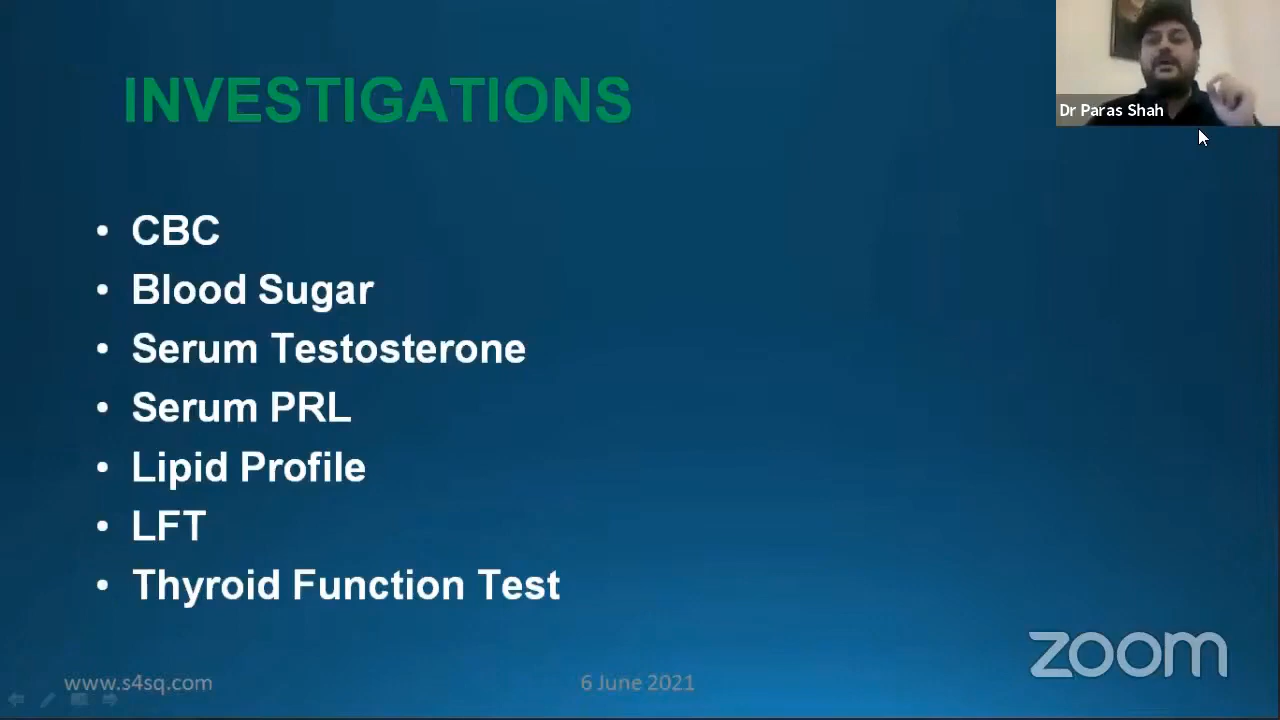 INVESTIGATIONS
Dr Paras Shah
• CBC
• Blood Sugar
• Serum Testosterone
• Serum PRL
• Lipid Profile
• LFT
• Thyroid Function Test
zoom
www.s4sq.com
6 June 2021